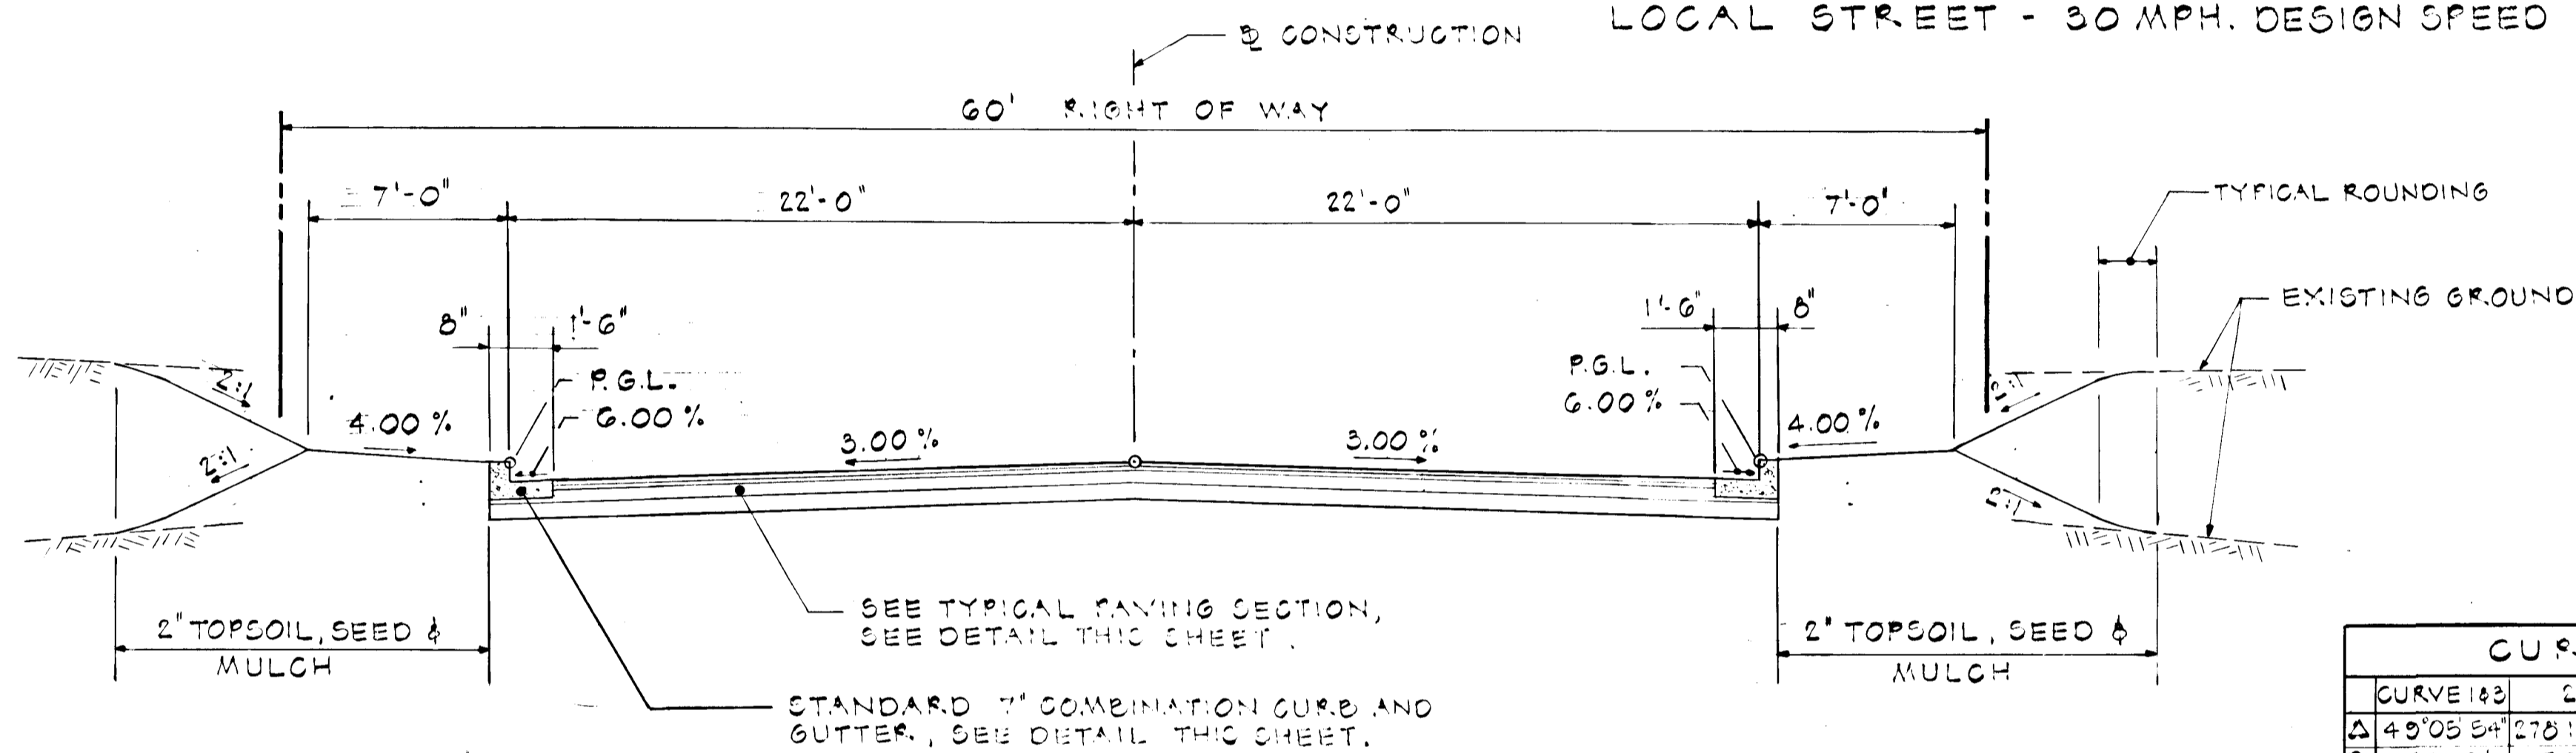 LOCAL STREET - 30 MPH. DESIGN SPEED
℄ CONSTRUCTION
60' RIGHT OF WAY
7'-0" 22'-0" 22'-0" 7'-0'
TYPICAL ROUNDING
EXISTING GROUND
8" 1'-6" 1'-6" 8"
P.G.L. P.G.L.
6.00 % 6.00 %
2:1 2:1
4.00 % 3.00 % 3.00 % 4.00 %
2:1 2:1
SEE TYPICAL PAVING SECTION,
SEE DETAIL THIS SHEET.
2" TOPSOIL, SEED &
MULCH
2" TOPSOIL, SEED &
MULCH
STANDARD 7" COMBINATION CURB AND
GUTTER, SEE DETAIL THIS SHEET.
CURVE 1&3
Δ 49°05'54"